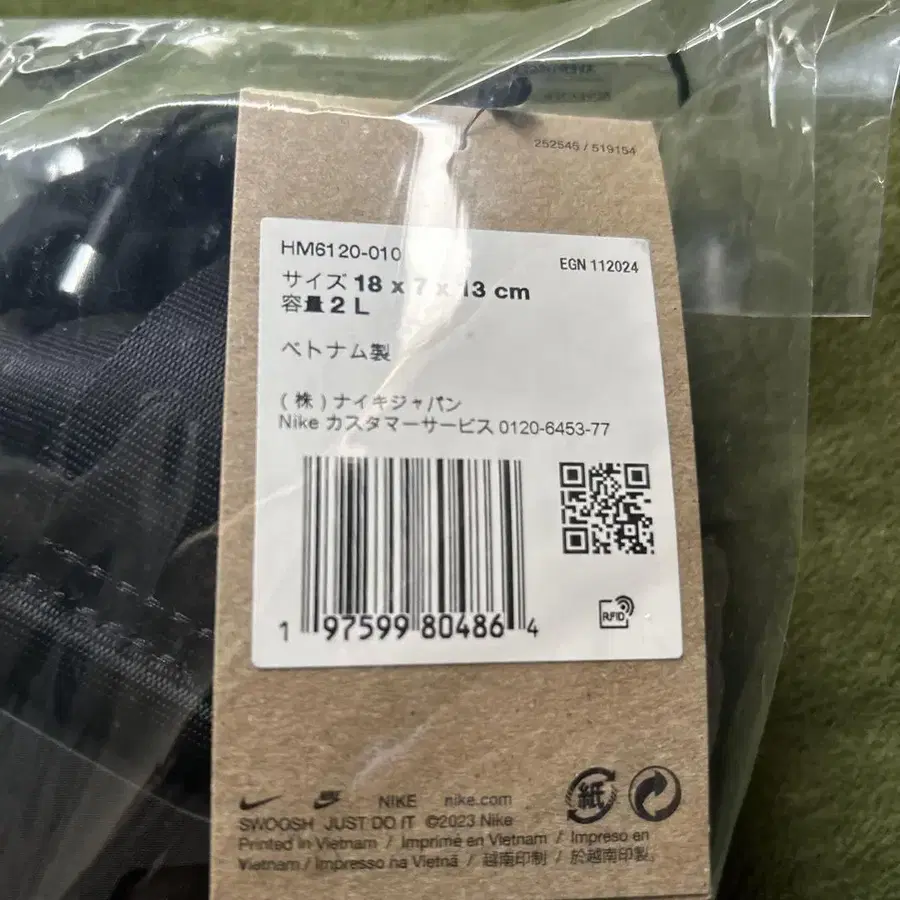 252545 / 519154
HM6120-010
EGN 112024
サイズ 18 x 7 x 13 cm
容量 2 L
ベトナム製
(株)ナイキジャパン
Nike カスタマーサービス 0120-6453-77
1 97599 80486 4
RFID
紙
NIKE nike.com
SWOOSH JUST DO IT ©2023 Nike
Printed in Vietnam / Imprimé en Vietnam / Impreso en
Vietnam / Impresso na Vietnã / 越南印制 / 於越南印製